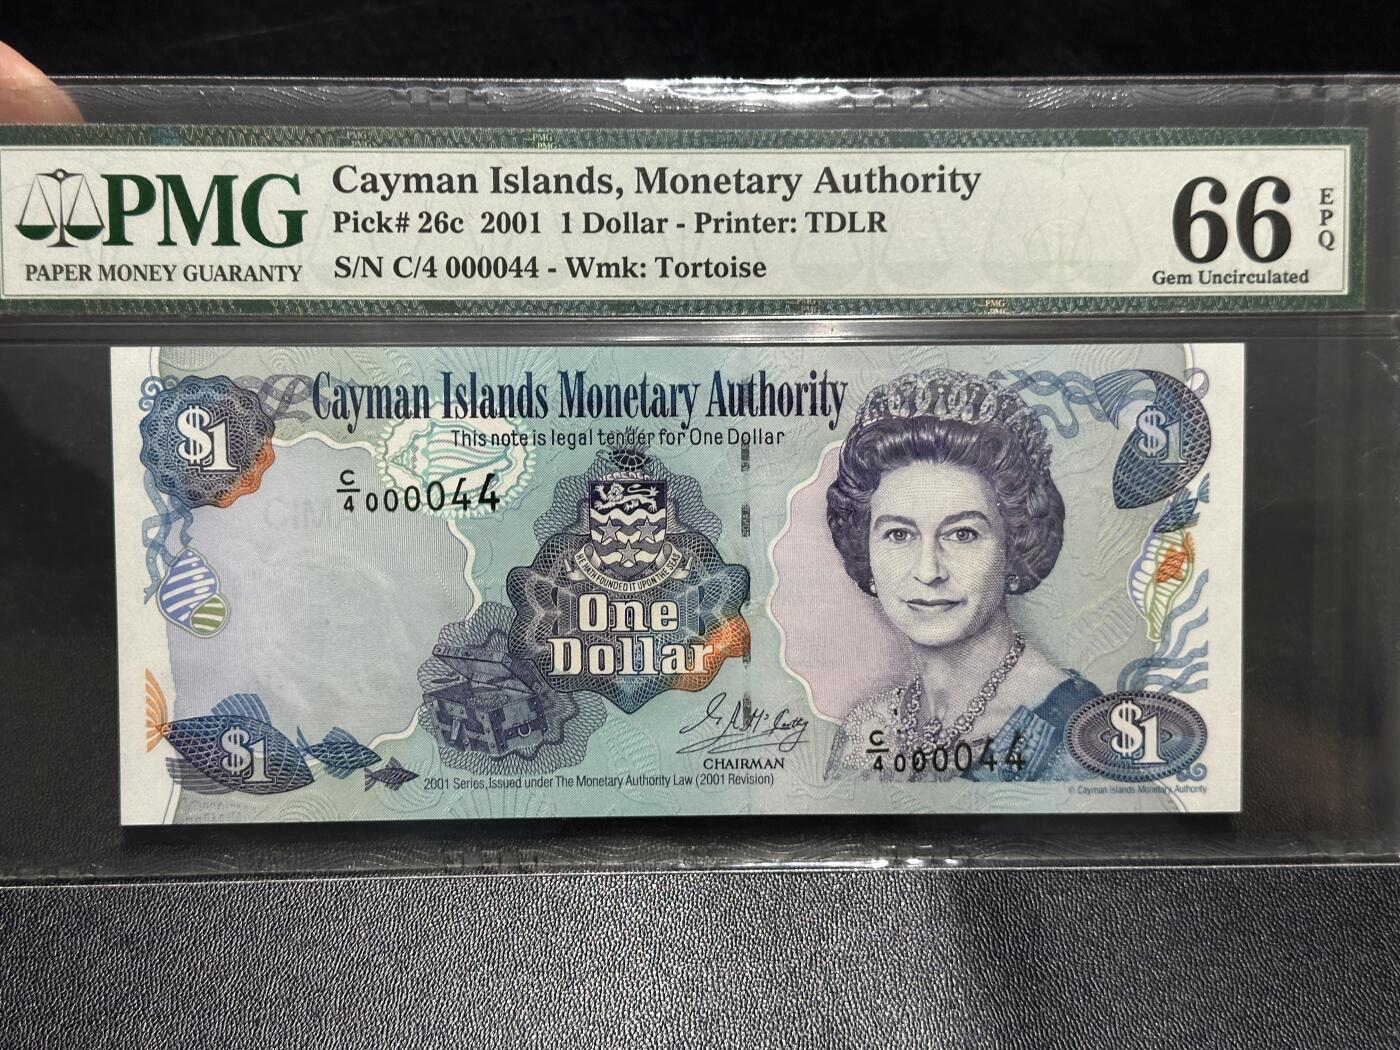 PMG
PAPER MONEY GUARANTY
Cayman Islands, Monetary Authority
Pick# 26c 2001 1 Dollar - Printer: TDLR
S/N C/4 000044 - Wmk: Tortoise
66
EPQ
Gem Uncirculated
Cayman Islands Monetary Authority
This note is legal tender for One Dollar
$1
$1
C/4 000044
HE HATH FOUNDED IT UPON THE SEAS
One
Dollar
CHAIRMAN
C/4 000044
$1
$1
2001 Series, Issued under The Monetary Authority Law (2001 Revision)
© Cayman Islands Monetary Authority